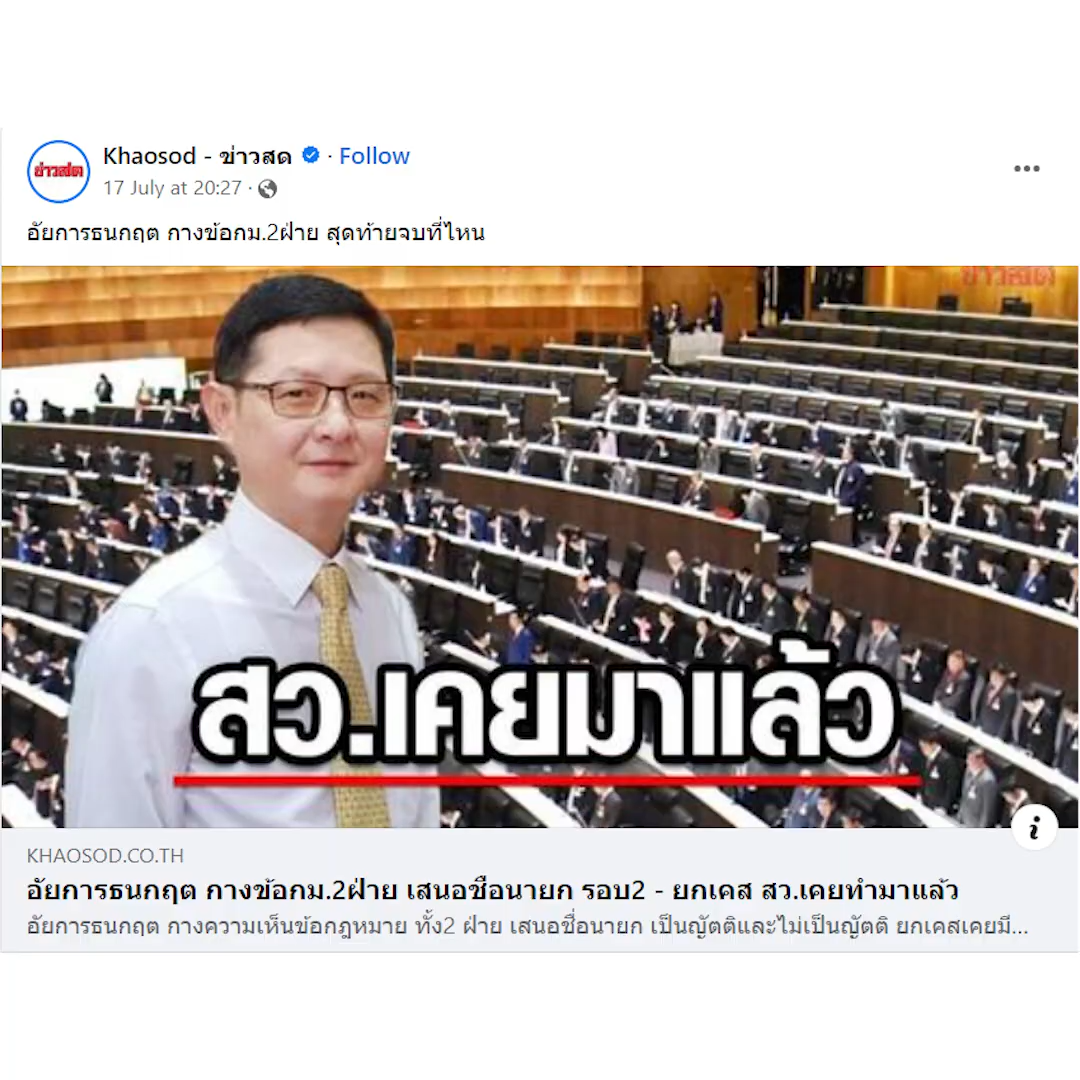 Khaosod - ข่าวสด · Follow
ข่าวสด
17 July at 20:27 ·
อัยการธนกฤต กางข้อกม.2ฝ่าย สุดท้ายจบที่ไหน
ข่าวสด
สว.เคยมาแล้ว
KHAOSOD.CO.TH
อัยการธนกฤต กางข้อกม.2ฝ่าย เสนอชื่อนายก รอบ2 - ยกเคส สว.เคยทำมาแล้ว
อัยการธนกฤต กางความเห็นข้อกฎหมาย ทั้ง2 ฝ่าย เสนอชื่อนายก เป็นญัตติและไม่เป็นญัตติ ยกเคสเคยมี...